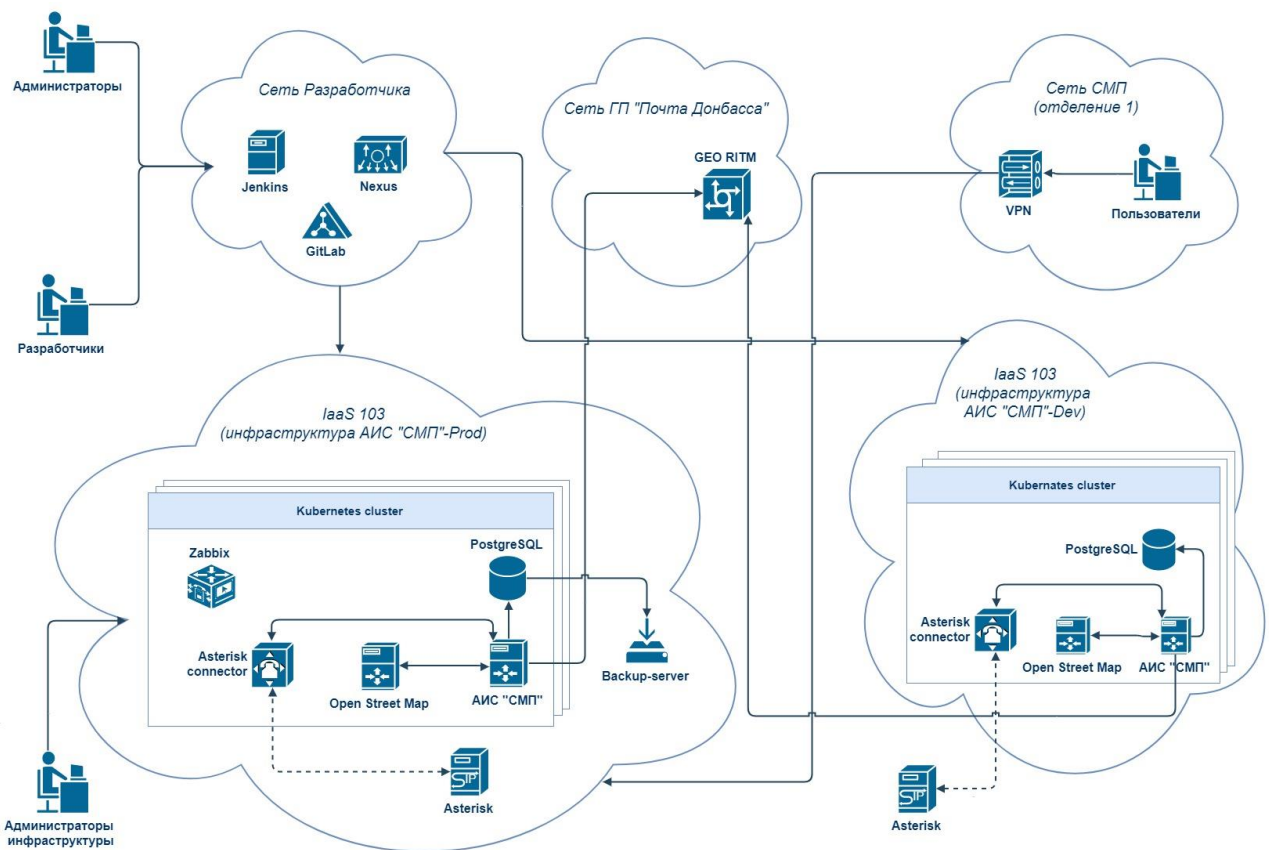 Администраторы
Сеть Разработчика
Jenkins
Nexus
GitLab
Разработчики
Сеть ГП "Почта Донбасса"
GEO RITM
Сеть СМП
(отделение 1)
VPN
Пользователи
IaaS 103
(инфраструктура АИС "СМП"-Prod)
Kubernetes cluster
Zabbix
PostgreSQL
Asterisk
connector
Open Street Map
АИС "СМП"
Backup-server
SIP
Asterisk
Администраторы
инфраструктуры
IaaS 103
(инфраструктура
АИС "СМП"-Dev)
Kubernates cluster
PostgreSQL
Asterisk
connector
Open Street Map
АИС "СМП"
SIP
Asterisk